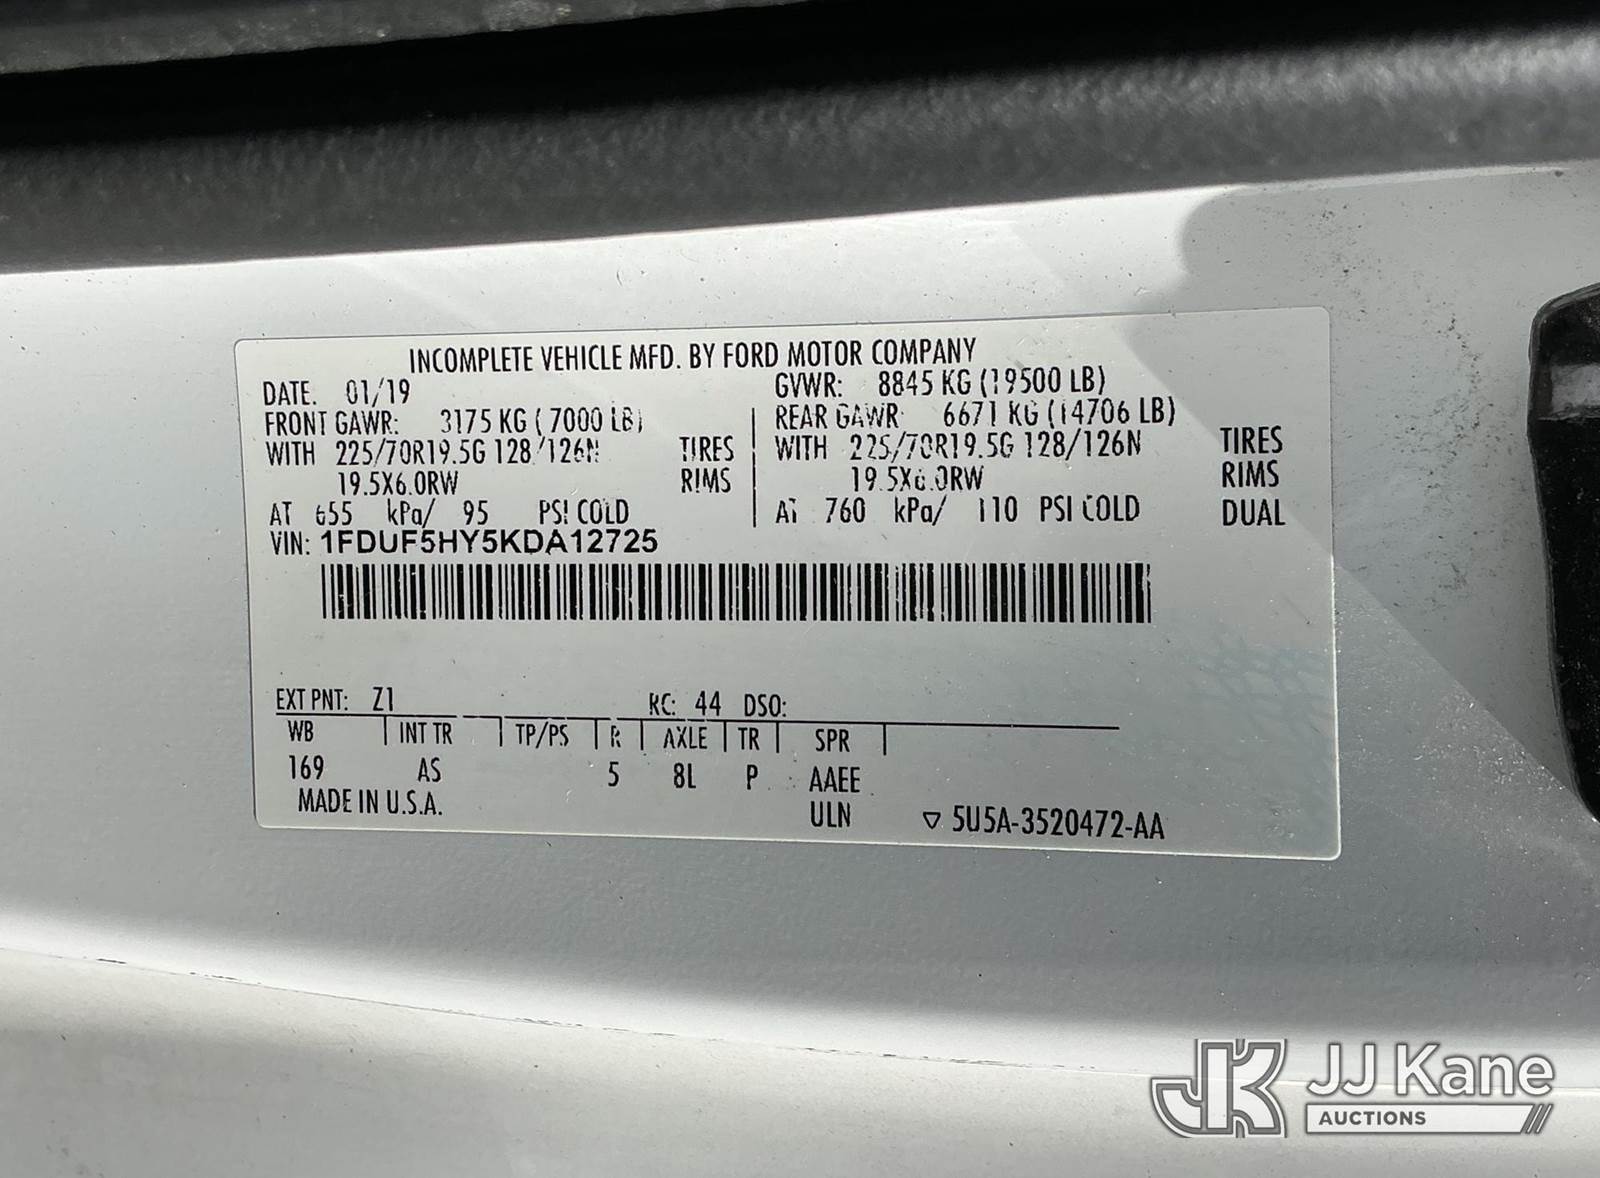 INCOMPLETE VEHICLE MFD. BY FORD MOTOR COMPANY
DATE. 01/19 GVWR: 8845 KG (19500 LB)
FRONT GAWR: 3175 KG ( 7000 LB) REAR GAWR: 6671 KG (14706 LB)
WITH 225/70R19.5G 128/126N TIRES WITH 225/70R19.5G 128/126N TIRES
19.5X6.0RW RIMS 19.5X6.0RW RIMS
AT 655 kPa/ 95 PSI COLD AT 760 kPa/ 110 PSI COLD DUAL
VIN: 1FDUF5HY5KDA12725
EXT PNT: Z1 RC: 44 DSO:
WB INT TR TP/PS R AXLE TR SPR
169 AS 5 8L P AAEE
MADE IN U.S.A. ULN ▽ 5U5A-3520472-AA
JK JJ Kane
AUCTIONS